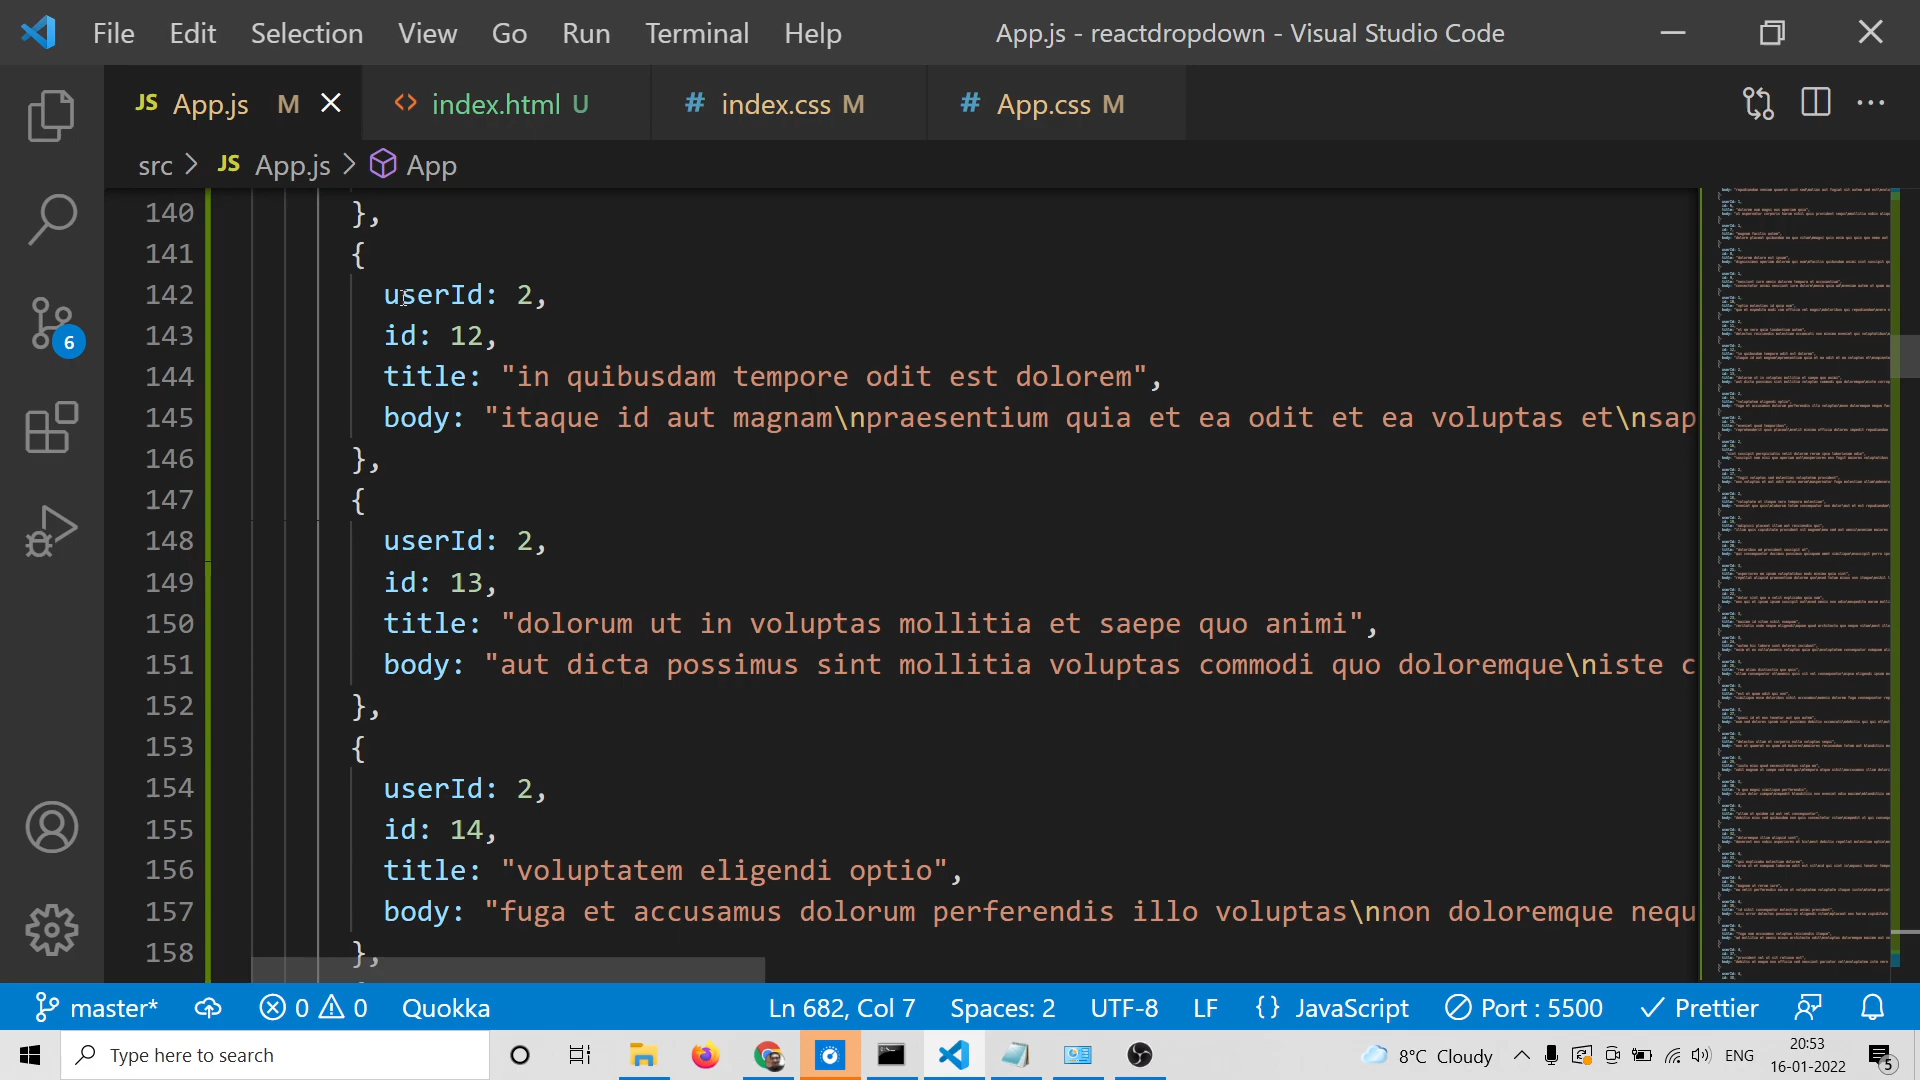 File Edit Selection View Go Run Terminal Help App.js - reactdropdown - Visual Studio Code
JS App.js M index.html U # index.css M # App.css M
src > JS App.js > App
140 },
141 {
142 userId: 2,
143 id: 12,
144 title: "in quibusdam tempore odit est dolorem",
145 body: "itaque id aut magnam\npraesentium quia et ea odit et ea voluptas et\nsap
146 },
147 {
148 userId: 2,
149 id: 13,
150 title: "dolorum ut in voluptas mollitia et saepe quo animi",
151 body: "aut dicta possimus sint mollitia voluptas commodi quo doloremque\niste c
152 },
153 {
154 userId: 2,
155 id: 14,
156 title: "voluptatem eligendi optio",
157 body: "fuga et accusamus dolorum perferendis illo voluptas\nnon doloremque nequ
158 },
6
master* 0 0 Quokka Ln 682, Col 7 Spaces: 2 UTF-8 LF {} JavaScript Port : 5500 Prettier
Type here to search 8°C Cloudy ENG 20:53
16-01-2022 5